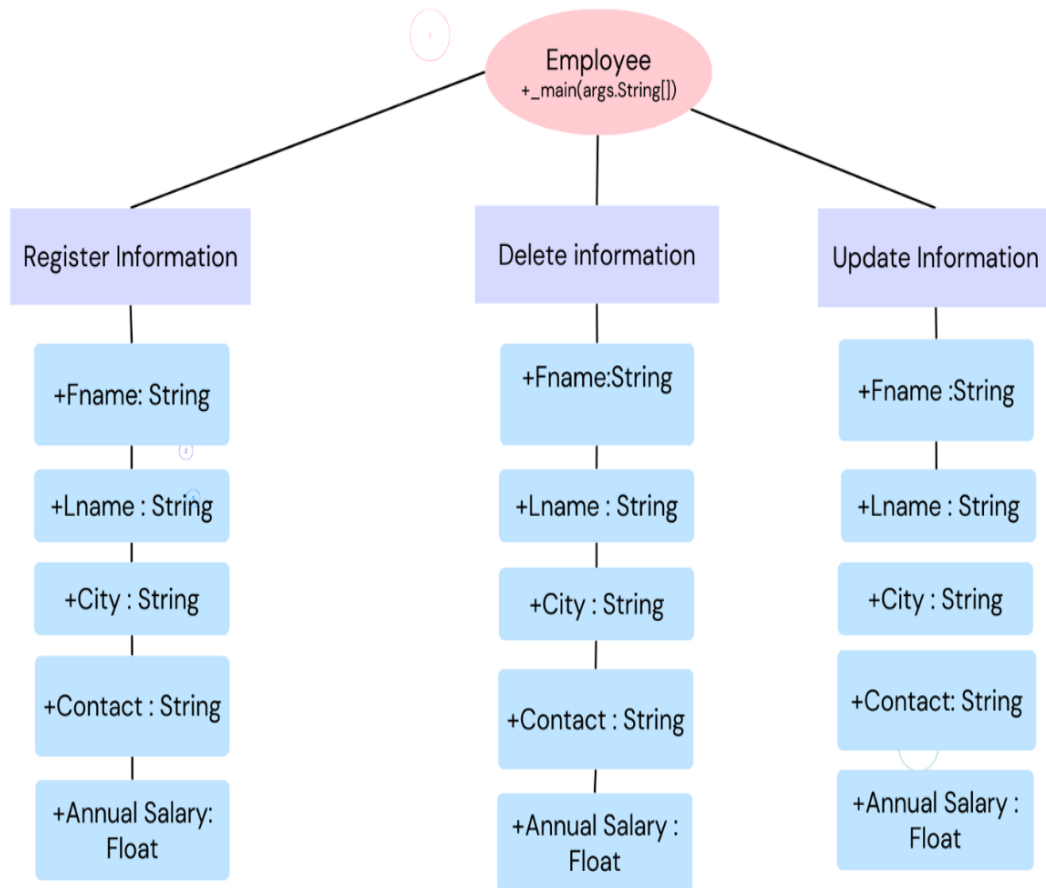 Employee
+_main(args.String[])
Register Information
Delete information
Update Information
+Fname: String
+Lname : String
+City : String
+Contact : String
+Annual Salary:
Float
+Fname:String
+Lname : String
+City : String
+Contact : String
+Annual Salary :
Float
+Fname :String
+Lname : String
+City : String
+Contact: String
+Annual Salary :
Float